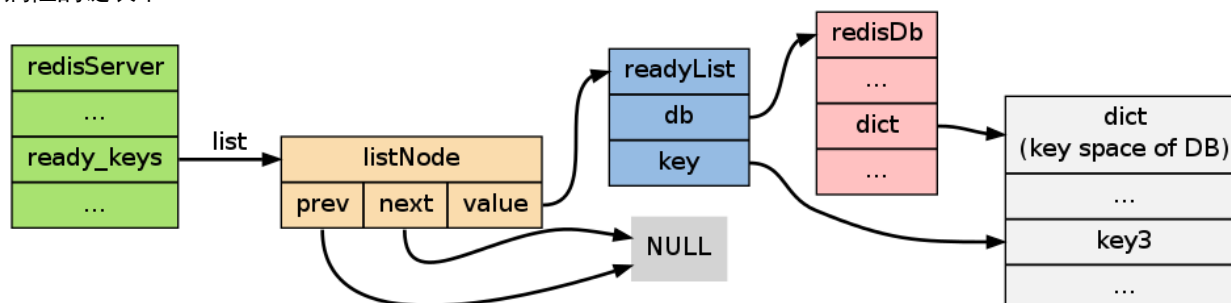 redisServer
...
ready_keys
...
list
listNode
prev next value
readyList
db
key
NULL
redisDb
...
dict
...
dict
(key space of DB)
...
key3
...